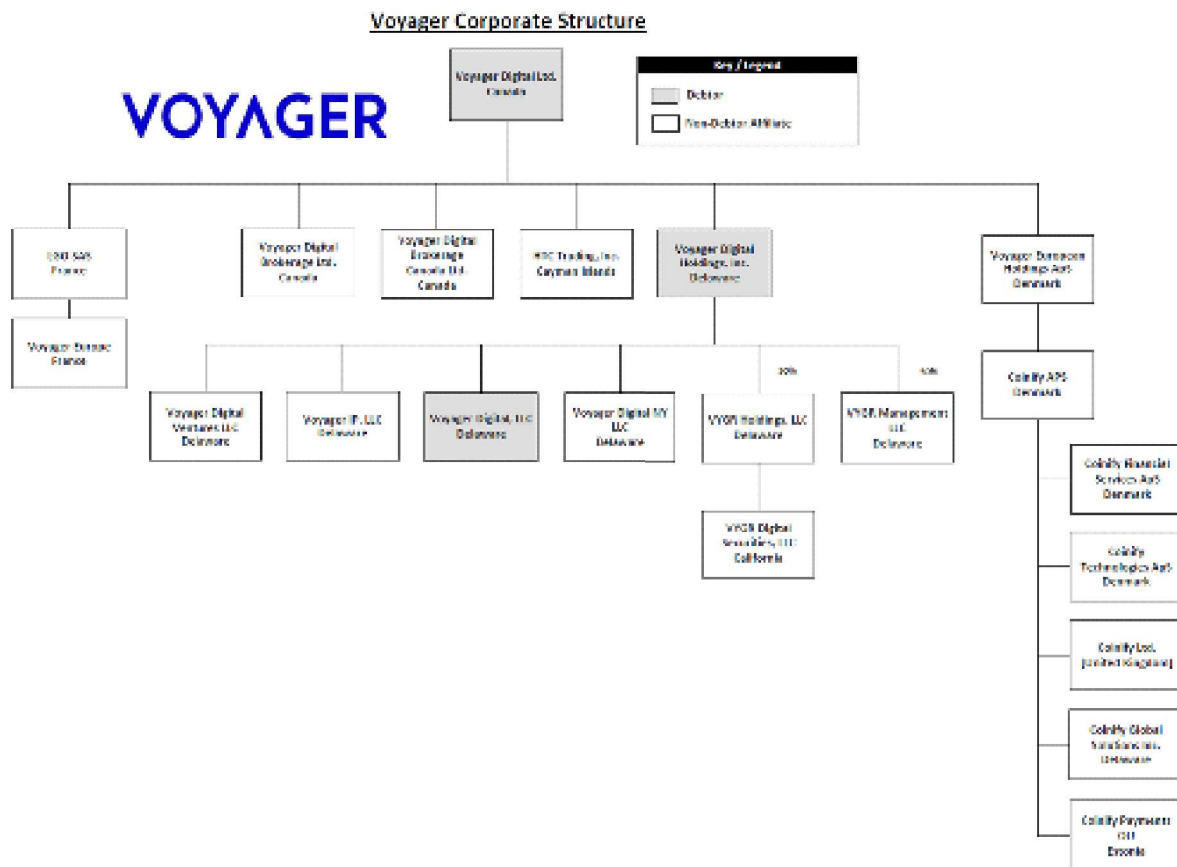 Voyager Corporate Structure
VOYAGER
Voyager Digital Ltd.
Canada
Key / Legend
Debtor
Non-Debtor Affiliate
France
Voyager Digital
Brokerage Ltd.
Canada
Voyager Digital
Brokerage
Canada Ltd.
Canada
HTC Trading, Inc.
Cayman Islands
Voyager Digital
Holdings, Inc.
Delaware
Voyager European
Holdings ApS
Denmark
Voyager Europe
France
Coinify APS
Denmark
Voyager Digital
Ventures LLC
Delaware
Voyager IP, LLC
Delaware
Voyager Digital, LLC
Delaware
Voyager Digital NY
LLC
Delaware
VYGR Holdings, LLC
Delaware
VYGR Management
LLC
Delaware
VYGR Digital
Securities, LLC
California
Coinify Financial
Services ApS
Denmark
Coinify
Technologies ApS
Denmark
Coinify Ltd.
(United Kingdom)
Coinify Global
Solutions Inc.
Delaware
Coinify Payments
Estonia